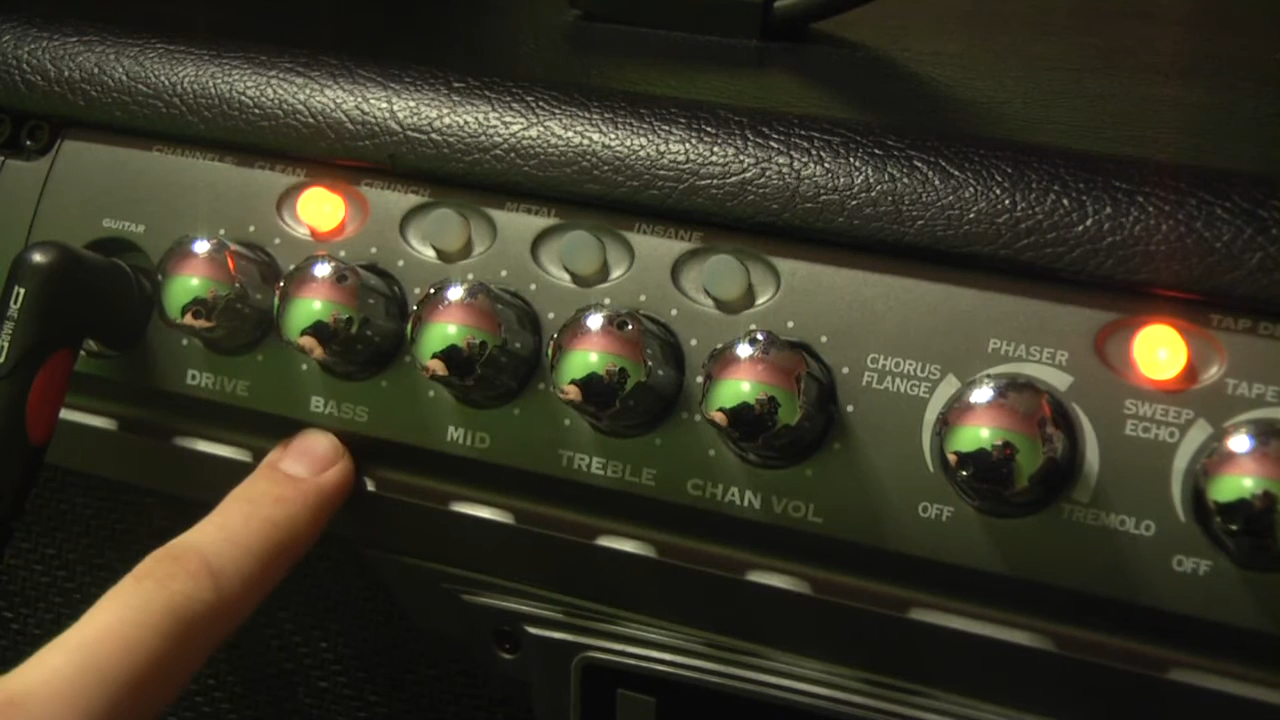 CHANNELS: CLEAN
CRUNCH
METAL
INSANE
GUITAR
DRIVE
BASS
MID
TREBLE
CHAN VOL
CHORUS
FLANGE
PHASER
TREMOLO
OFF
TAP
SWEEP
ECHO
TAPE
OFF